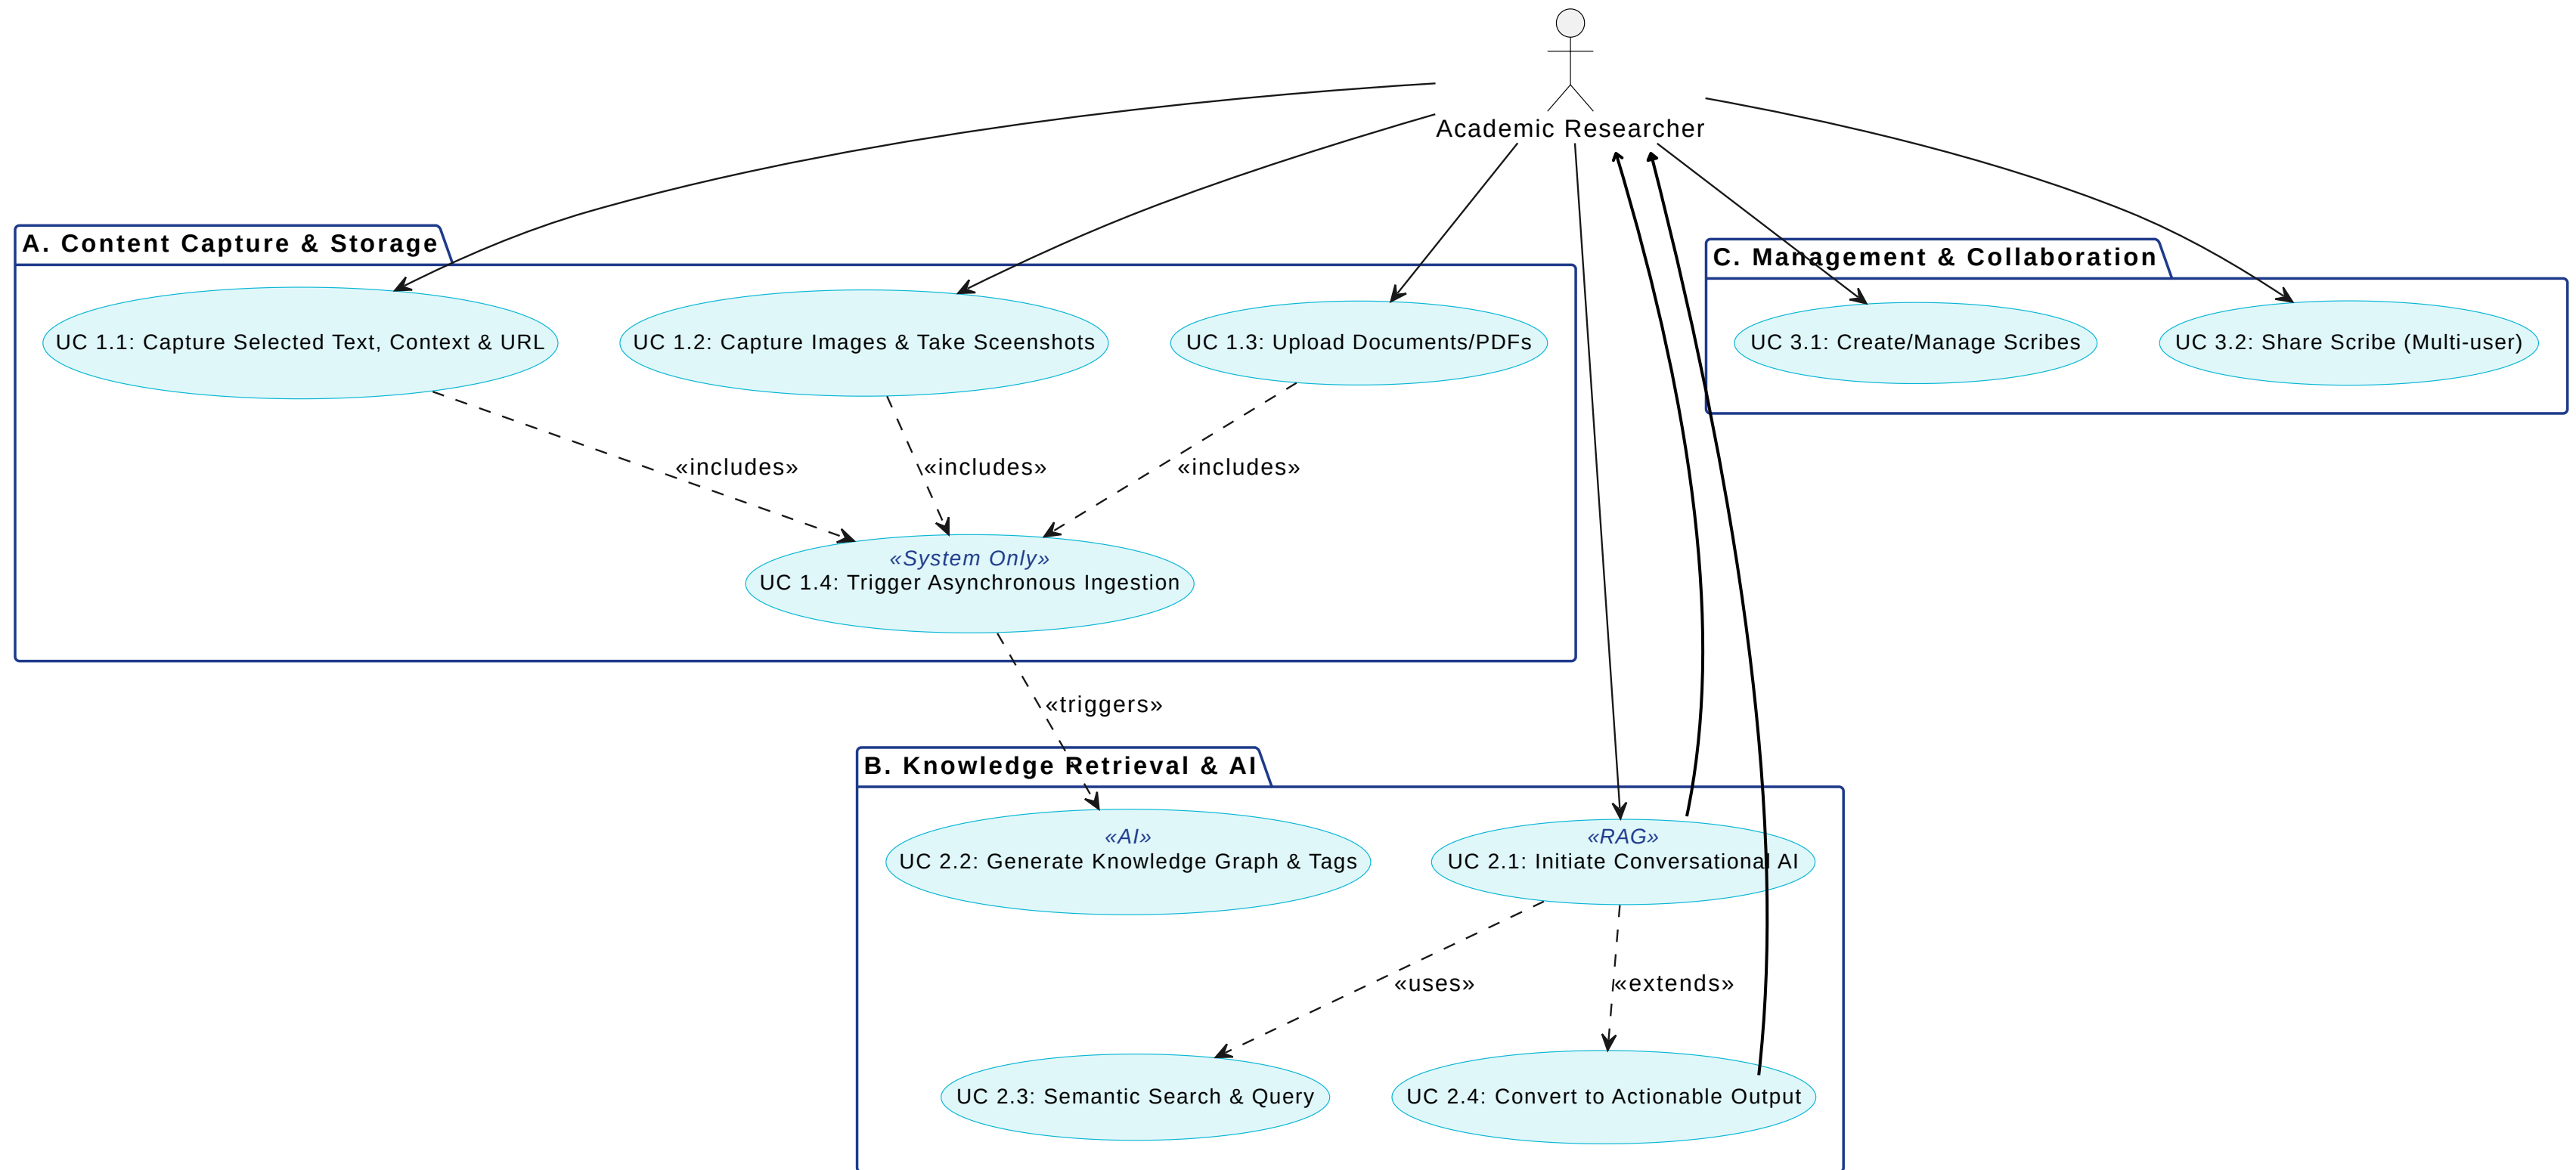 Academic Researcher
A. Content Capture & Storage
C. Management & Collaboration
UC 1.1: Capture Selected Text, Context & URL
UC 1.2: Capture Images & Take Sceenshots
UC 1.3: Upload Documents/PDFs
UC 3.1: Create/Manage Scribes
UC 3.2: Share Scribe (Multi-user)
«includes»
«includes»
«includes»
«System Only»
UC 1.4: Trigger Asynchronous Ingestion
«triggers»
B. Knowledge Retrieval & AI
«AI»
UC 2.2: Generate Knowledge Graph & Tags
«RAG»
UC 2.1: Initiate Conversational AI
«uses»
«extends»
UC 2.3: Semantic Search & Query
UC 2.4: Convert to Actionable Output